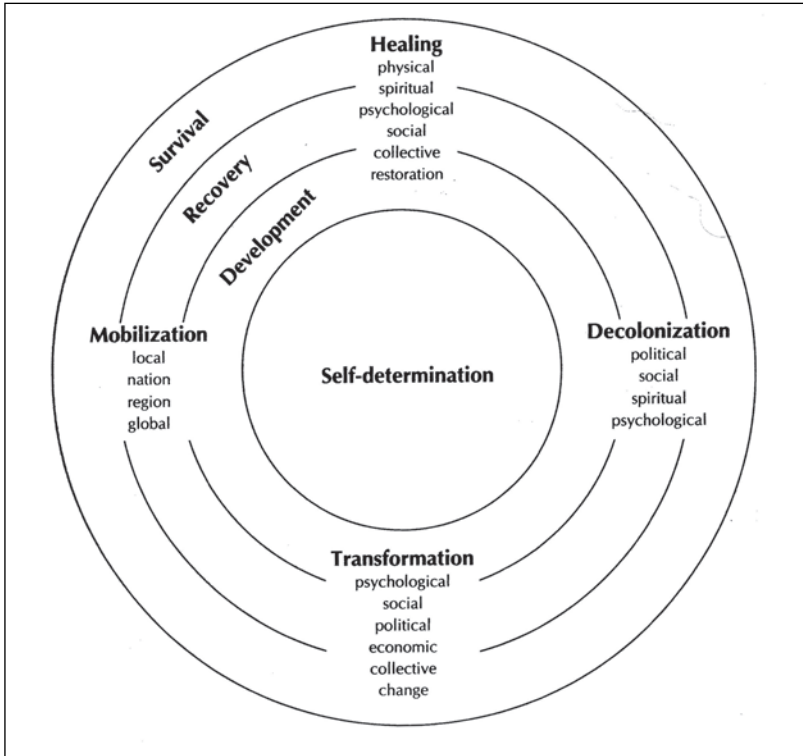 Healing
physical
spiritual
psychological
social
collective
restoration
Survival
Recovery
Development
Mobilization
local
nation
region
global
Self-determination
Decolonization
political
social
spiritual
psychological
Transformation
psychological
social
political
economic
collective
change